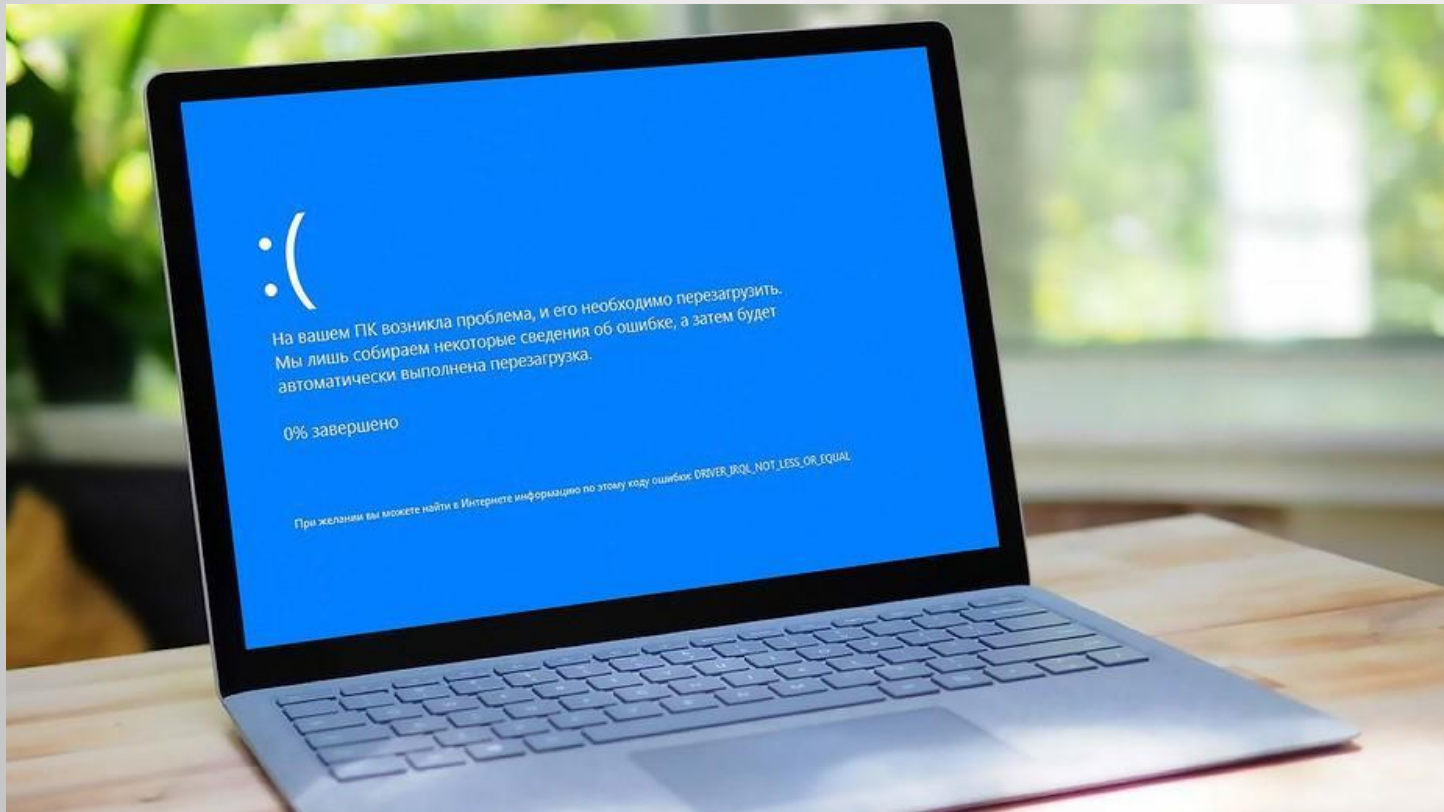 :(
На вашем ПК возникла проблема, и его необходимо перезагрузить.
Мы лишь собираем некоторые сведения об ошибке, а затем будет
автоматически выполнена перезагрузка.
0% завершено
При желании вы можете найти в Интернете информацию по этому коду ошибки: DRIVER_IRQL_NOT_LESS_OR_EQUAL